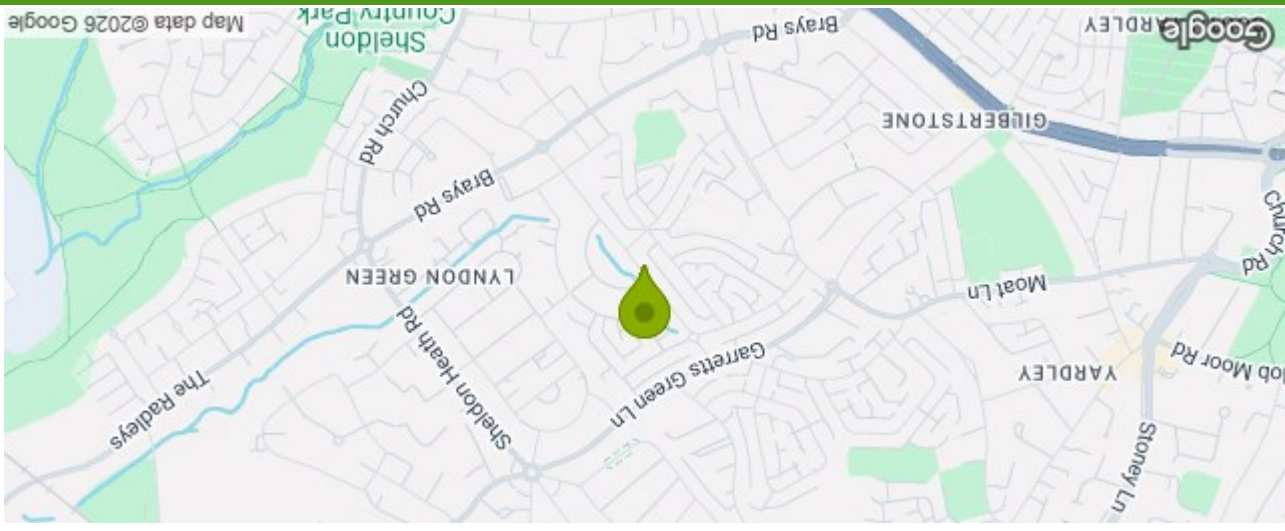 Google
YARDLEY
Brays Rd
Sheldon
Country Park
Map data ©2026 Google
GILBERTSTONE
Church Rd
Brays Rd
Church Rd
Moat Ln
LYNDON GREEN
Sheldon Heath Rd
The Radleys
Garretts Green Ln
YARDLEY
Hob Moor Rd
Stoney Ln